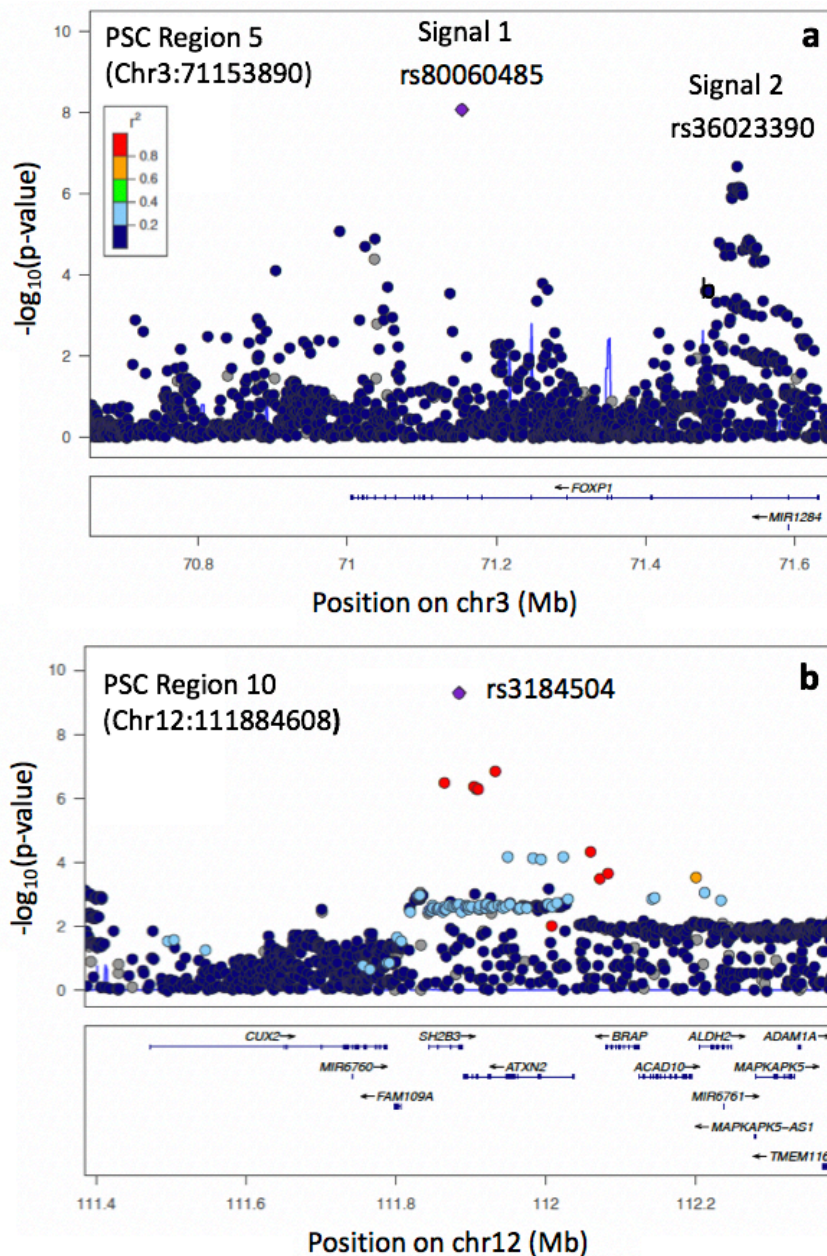 PSC Region 5
(Chr3:71153890)
Signal 1
rs80060485
a
Signal 2
rs36023390
r²
0.8
0.6
0.4
0.2
10
8
6
4
2
0
-log10(p-value)
b
←FOXP1
←MIR1284
70.8 71 71.2 71.4 71.6
Position on chr3 (Mb)
PSC Region 10
(Chr12:111884608)
rs3184504
b
10
8
6
4
2
0
-log10(p-value)
CUX2→ SH2B3→ ←BRAP ALDH2→ ADAM1A→
MIR6760→ ←ATXN2 ACAD10→ MAPKAPK5→
←FAM109A MIR6761→
←MAPKAPK5-AS1
←TMEM116
111.4 111.6 111.8 112 112.2
Position on chr12 (Mb)